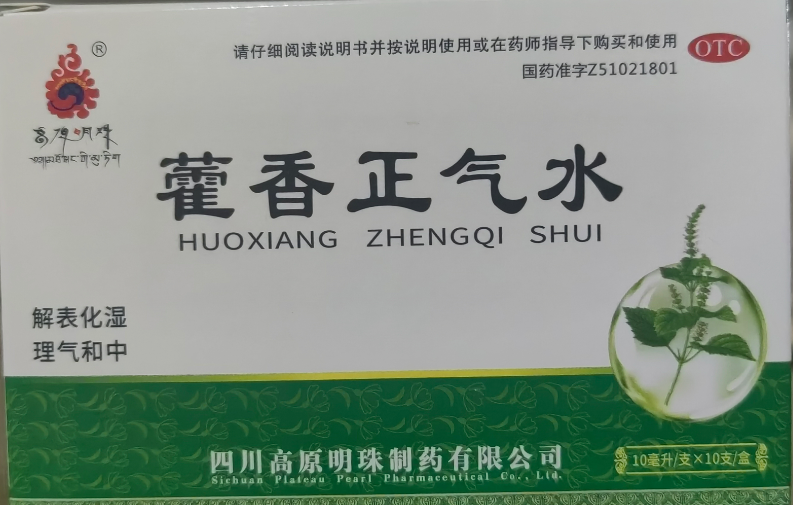 ®
请仔细阅读说明书并按说明使用或在药师指导下购买和使用
OTC
国药准字Z51021801
高原明珠
藿香正气水
HUOXIANG ZHENGQI SHUI
解表化湿
理气和中
四川高原明珠制药有限公司
Sichuan Plateau Pearl Pharmaceutical Co., Ltd.
10毫升/支×10支/盒